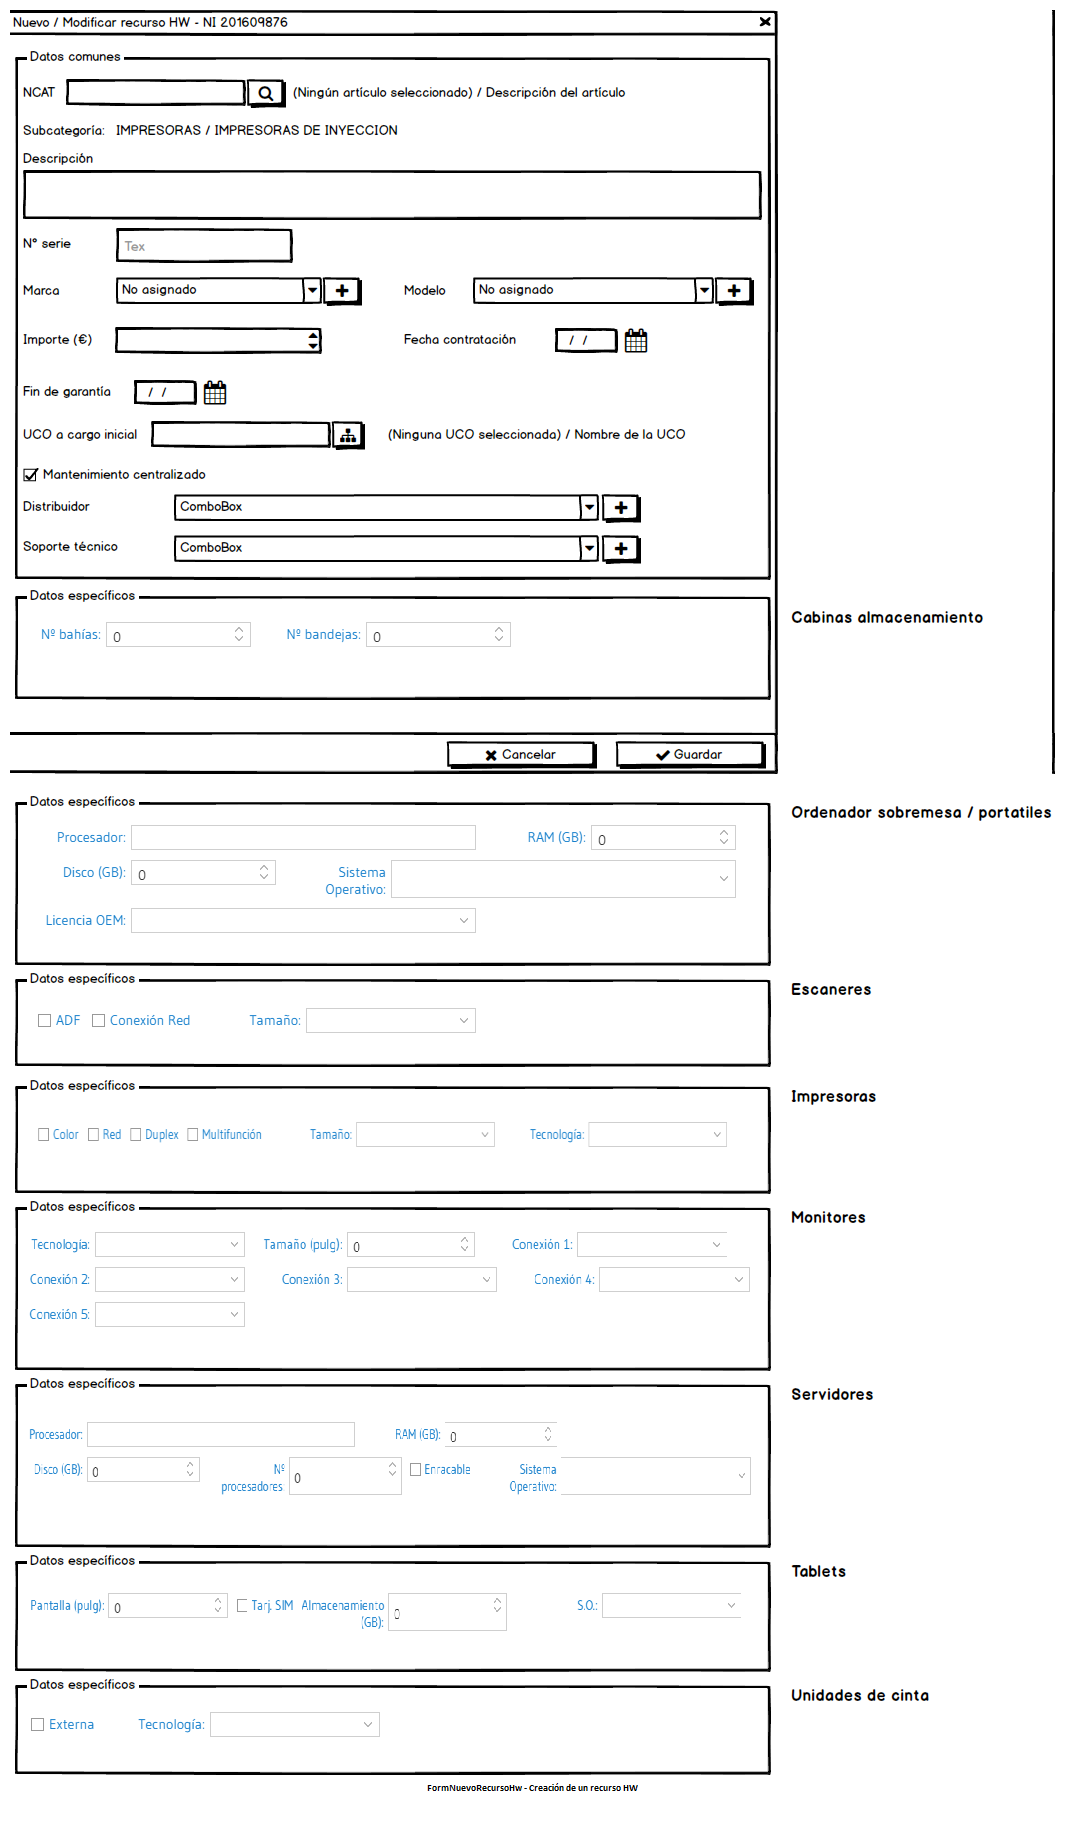 Nuevo / Modificar recurso HW - NI 201609876
Datos comunes
NCAT (Ningún artículo seleccionado) / Descripción del artículo
Subcategoría: IMPRESORAS / IMPRESORAS DE INYECCION
Descripción
Nº serie Tex
Marca No asignado Modelo No asignado
Importe (€) Fecha contratación / /
Fin de garantía / /
UCO a cargo inicial (Ninguna UCO seleccionada) / Nombre de la UCO
Mantenimiento centralizado
Distribuidor ComboBox
Soporte técnico ComboBox
Datos específicos
Cabinas almacenamiento
Nº bahías: 0 Nº bandejas: 0
Cancelar Guardar
Datos específicos
Ordenador sobremesa / portatiles
Procesador: RAM (GB): 0
Disco (GB): 0 Sistema
Operativo:
Licencia OEM:
Datos específicos
Escaneres
ADF Conexión Red Tamaño:
Datos específicos
Impresoras
Color Red Duplex Multifunción Tamaño: Tecnología:
Datos específicos
Monitores
Tecnología: Tamaño (pulg): 0 Conexión 1:
Conexión 2: Conexión 3: Conexión 4:
Conexión 5:
Datos específicos
Servidores
Procesador: RAM (GB): 0
Disco (GB): 0 Nº
procesadores 0 Enracable Sistema
Operativo:
Datos específicos
Tablets
Pantalla (pulg): 0 Tarj. SIM Almacenamiento
(GB): 0 S.O.:
Datos específicos
Unidades de cinta
Externa Tecnología:
FormNuevoRecursoHw - Creación de un recurso HW